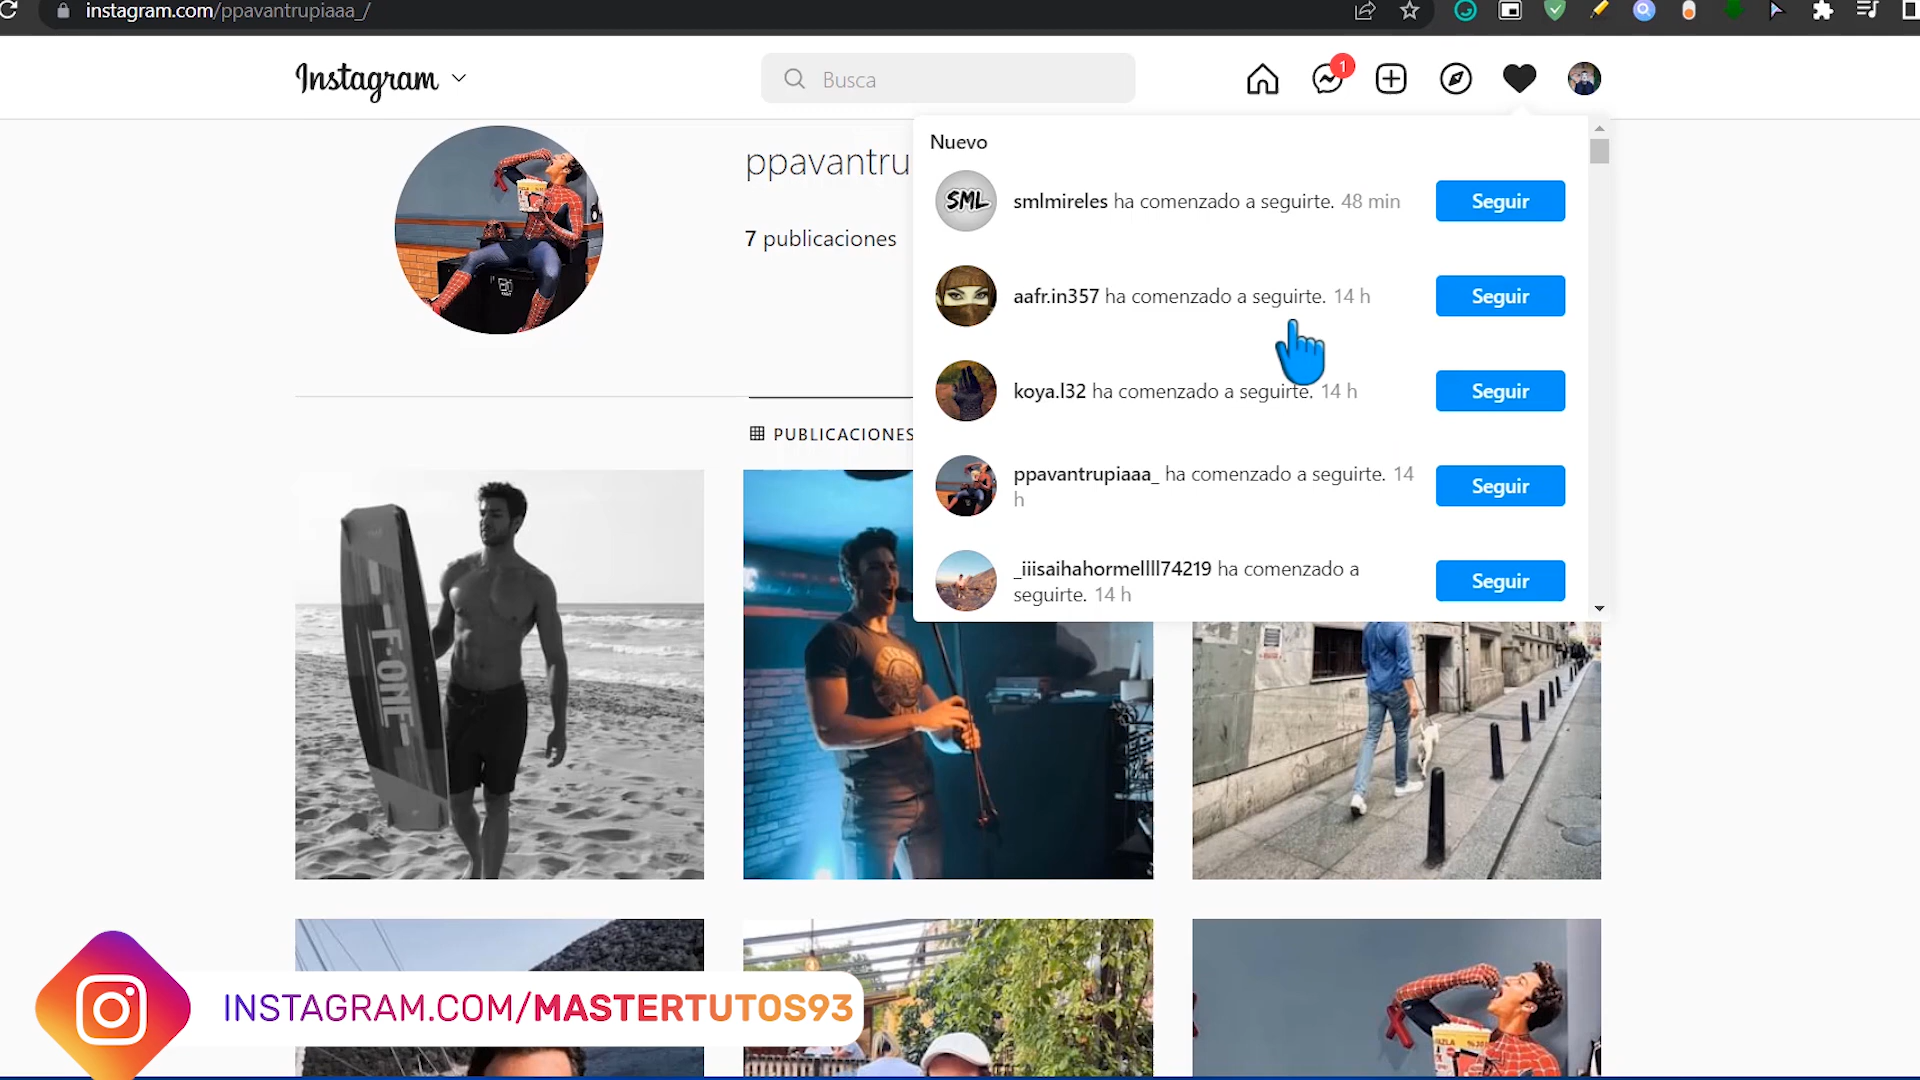 instagram.com/ppavantrupiaaa_/
Instagram
Busca
1
Nuevo
ppavantru
7 publicaciones
PUBLICACIONES
smlmireles ha comenzado a seguirte. 48 min
Seguir
aafr.in357 ha comenzado a seguirte. 14 h
Seguir
koya.l32 ha comenzado a seguirte. 14 h
Seguir
ppavantrupiaaa_ ha comenzado a seguirte. 14
h
Seguir
_iiisaihahormellll74219 ha comenzado a
seguirte. 14 h
Seguir
SML
FONE
INSTAGRAM.COM/MASTERTUTOS93